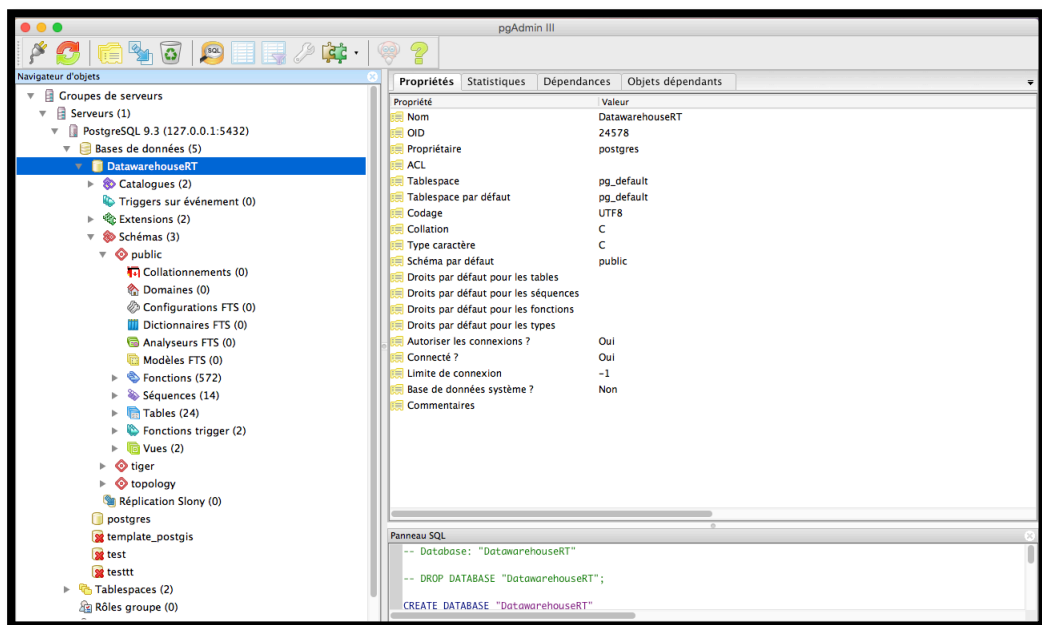 pgAdmin III
SQL
Navigateur d'objets
Groupes de serveurs
Serveurs (1)
PostgreSQL 9.3 (127.0.0.1:5432)
Bases de données (5)
DatawarehouseRT
Catalogues (2)
Triggers sur événement (0)
Extensions (2)
Schémas (3)
public
Collationnements (0)
Domaines (0)
Configurations FTS (0)
Dictionnaires FTS (0)
Analyseurs FTS (0)
Modèles FTS (0)
Fonctions (572)
Séquences (14)
Tables (24)
Fonctions trigger (2)
Vues (2)
tiger
topology
Réplication Slony (0)
postgres
template_postgis
test
testtt
Tablespaces (2)
Rôles groupe (0)
Propriétés Statistiques Dépendances Objets dépendants
Propriété Valeur
Nom DatawarehouseRT
OID 24578
Propriétaire postgres
ACL
Tablespace pg_default
Tablespace par défaut pg_default
Codage UTF8
Collation C
Type caractère C
Schéma par défaut public
Droits par défaut pour les tables
Droits par défaut pour les séquences
Droits par défaut pour les fonctions
Droits par défaut pour les types
Autoriser les connexions ? Oui
Connecté ? Oui
Limite de connexion -1
Base de données système ? Non
Commentaires
Panneau SQL
-- Database: "DatawarehouseRT"
-- DROP DATABASE "DatawarehouseRT";
CREATE DATABASE "DatawarehouseRT"